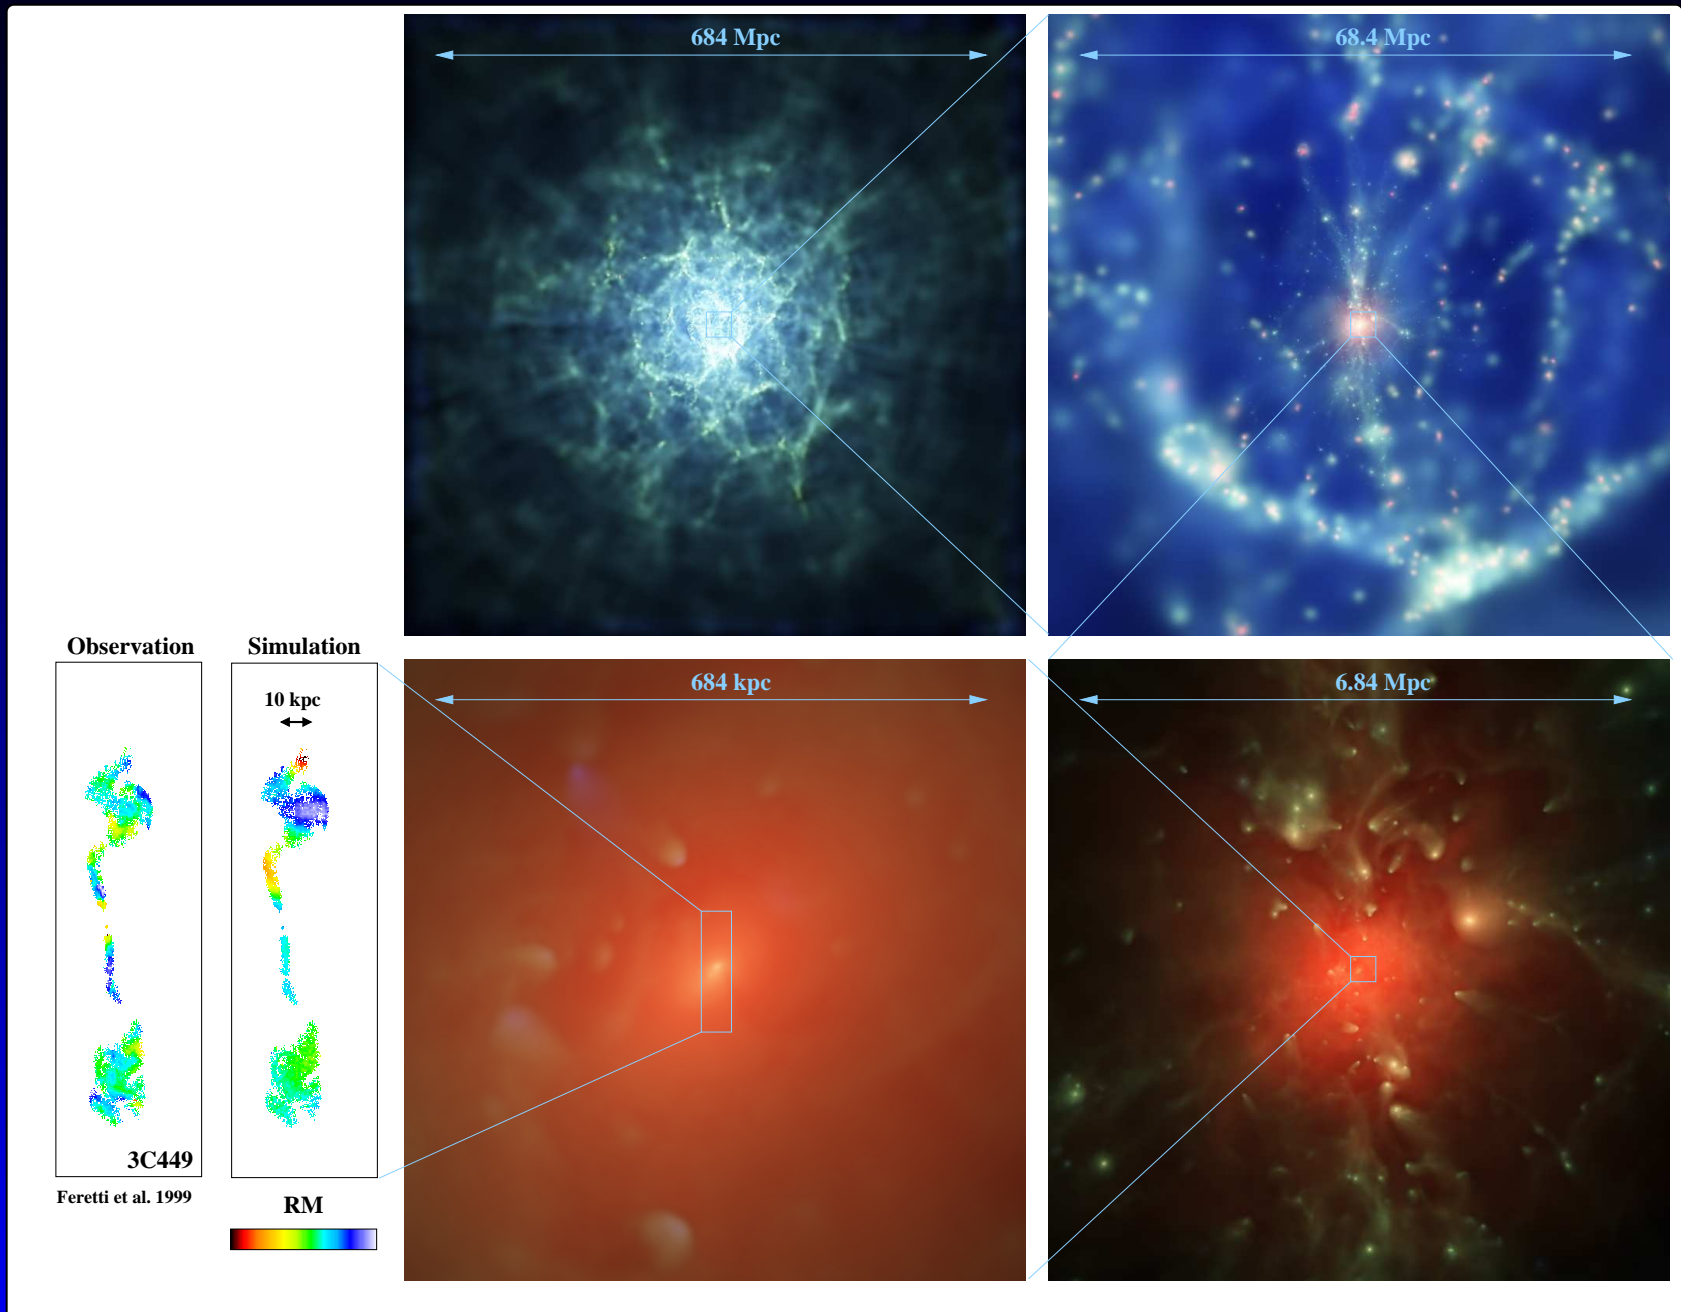 684 Mpc
68.4 Mpc
Observation
Simulation
684 kpc
6.84 Mpc
10 kpc
3C449
Feretti et al. 1999
RM